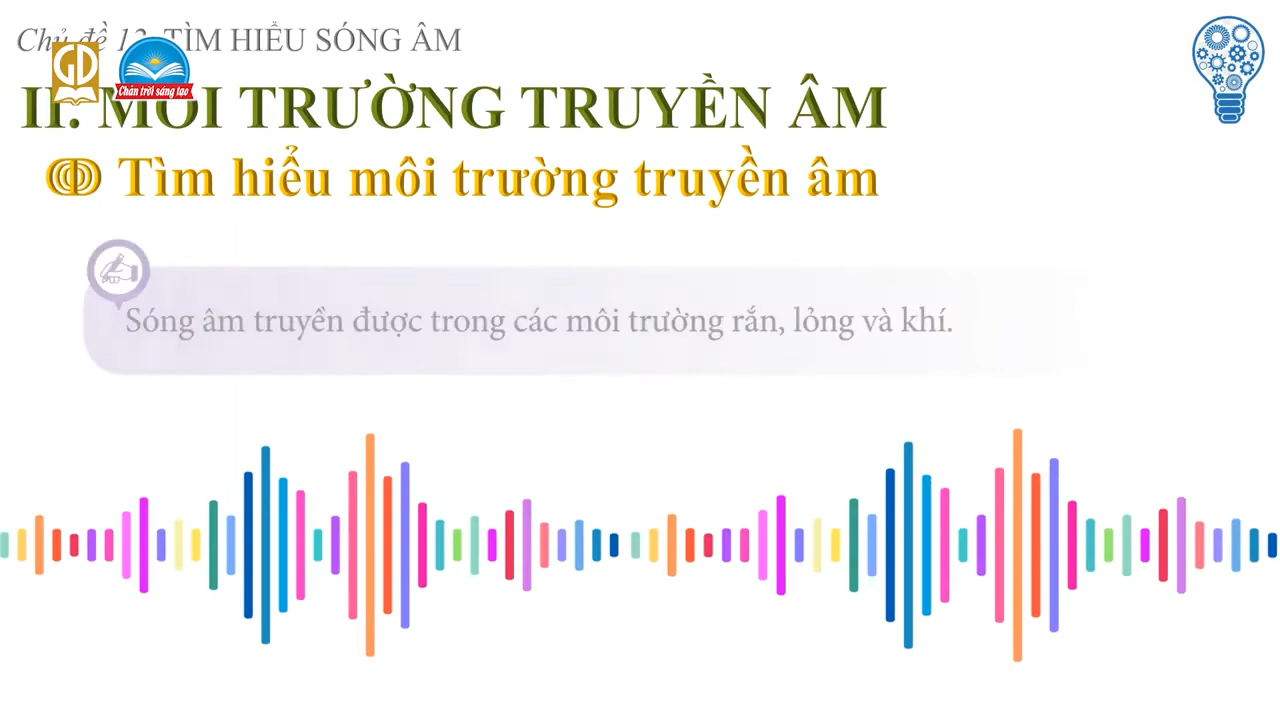 Chủ đề 12. TÌM HIỂU SÓNG ÂM
GD
Chân trời sáng tạo
II. MÔI TRƯỜNG TRUYỀN ÂM
Tìm hiểu môi trường truyền âm
Sóng âm truyền được trong các môi trường rắn, lỏng và khí.